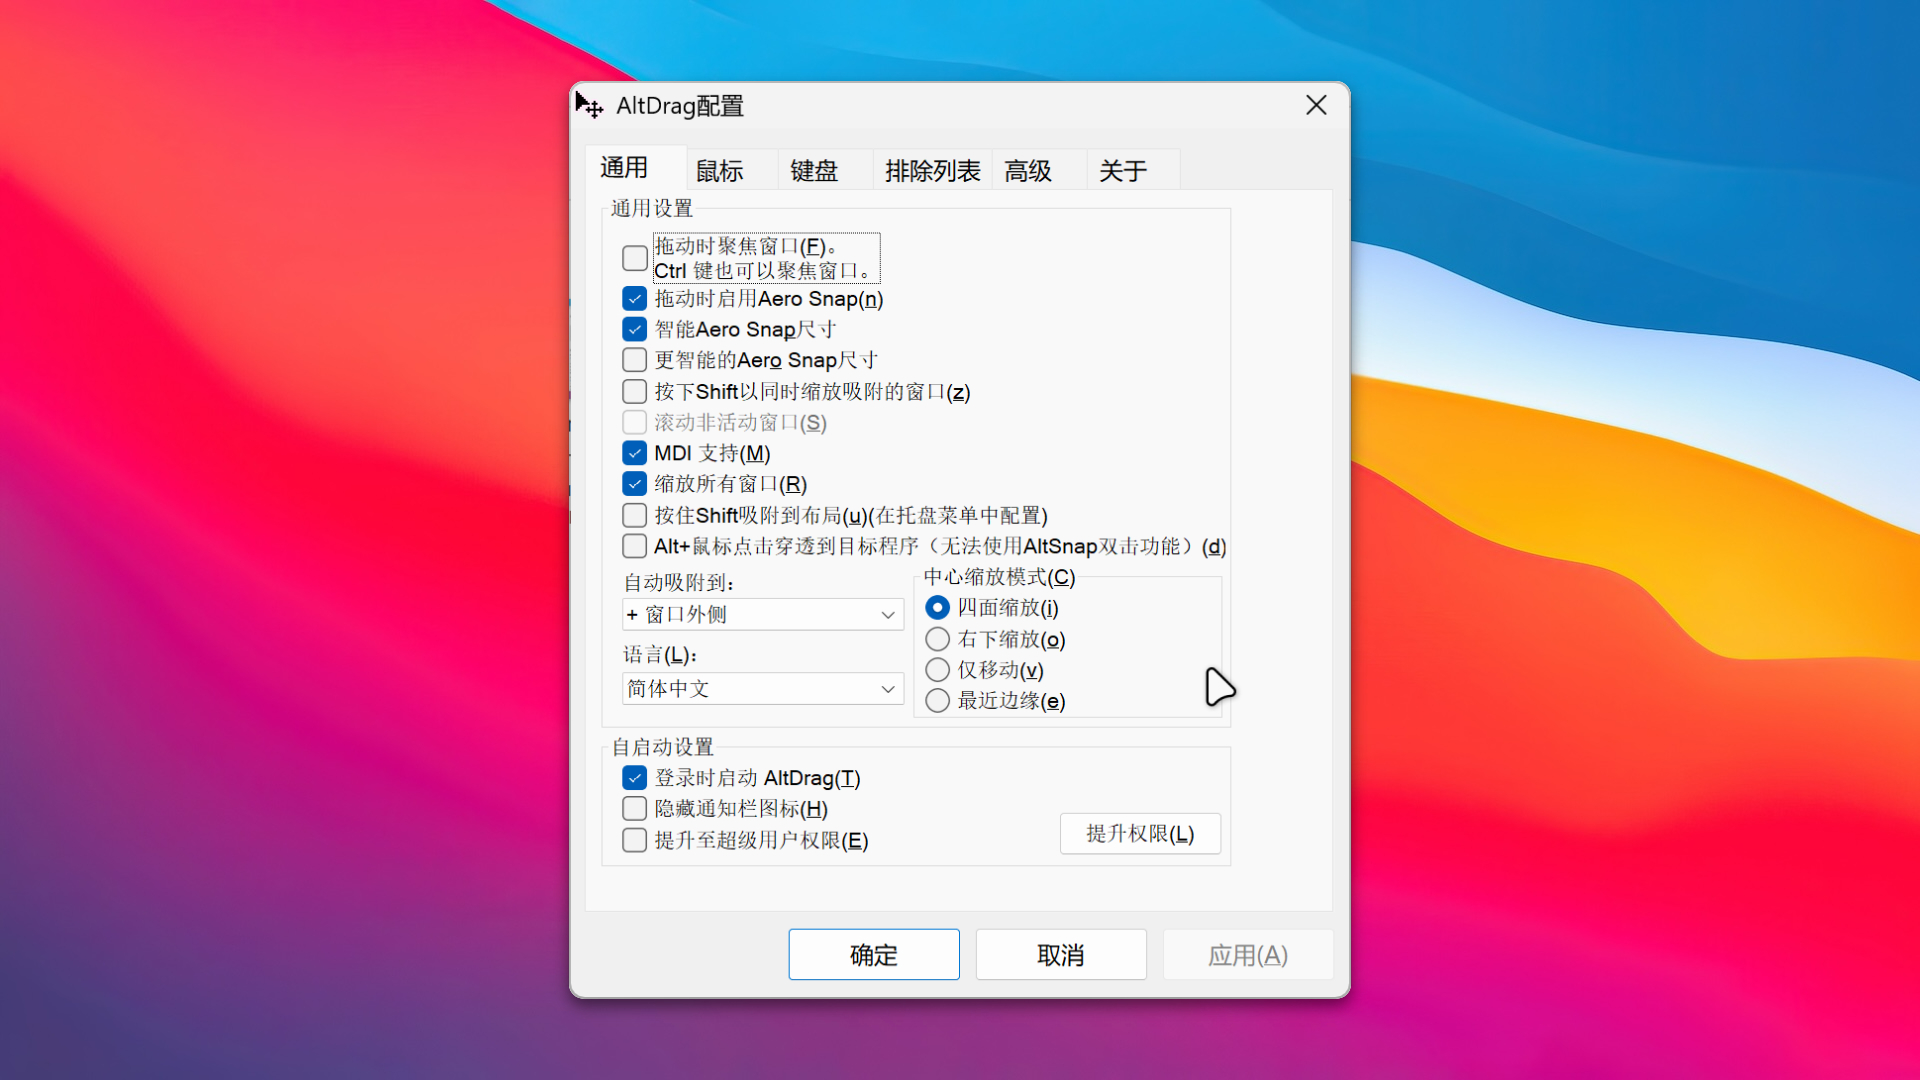 AltDrag配置
通用 鼠标 键盘 排除列表 高级 关于
通用设置
拖动时聚焦窗口(F)。
Ctrl 键也可以聚焦窗口。
拖动时启用Aero Snap(n)
智能Aero Snap尺寸
更智能的Aero Snap尺寸
按下Shift以同时缩放吸附的窗口(z)
滚动非活动窗口(S)
MDI 支持(M)
缩放所有窗口(R)
按住Shift吸附到布局(u)(在托盘菜单中配置)
Alt+鼠标点击穿透到目标程序（无法使用AltSnap双击功能）(d)
自动吸附到：
+ 窗口外侧
语言(L)：
简体中文
中心缩放模式(C)
四面缩放(i)
右下缩放(o)
仅移动(v)
最近边缘(e)
自启动设置
登录时启动 AltDrag(T)
隐藏通知栏图标(H)
提升至超级用户权限(E)
提升权限(L)
确定 取消 应用(A)